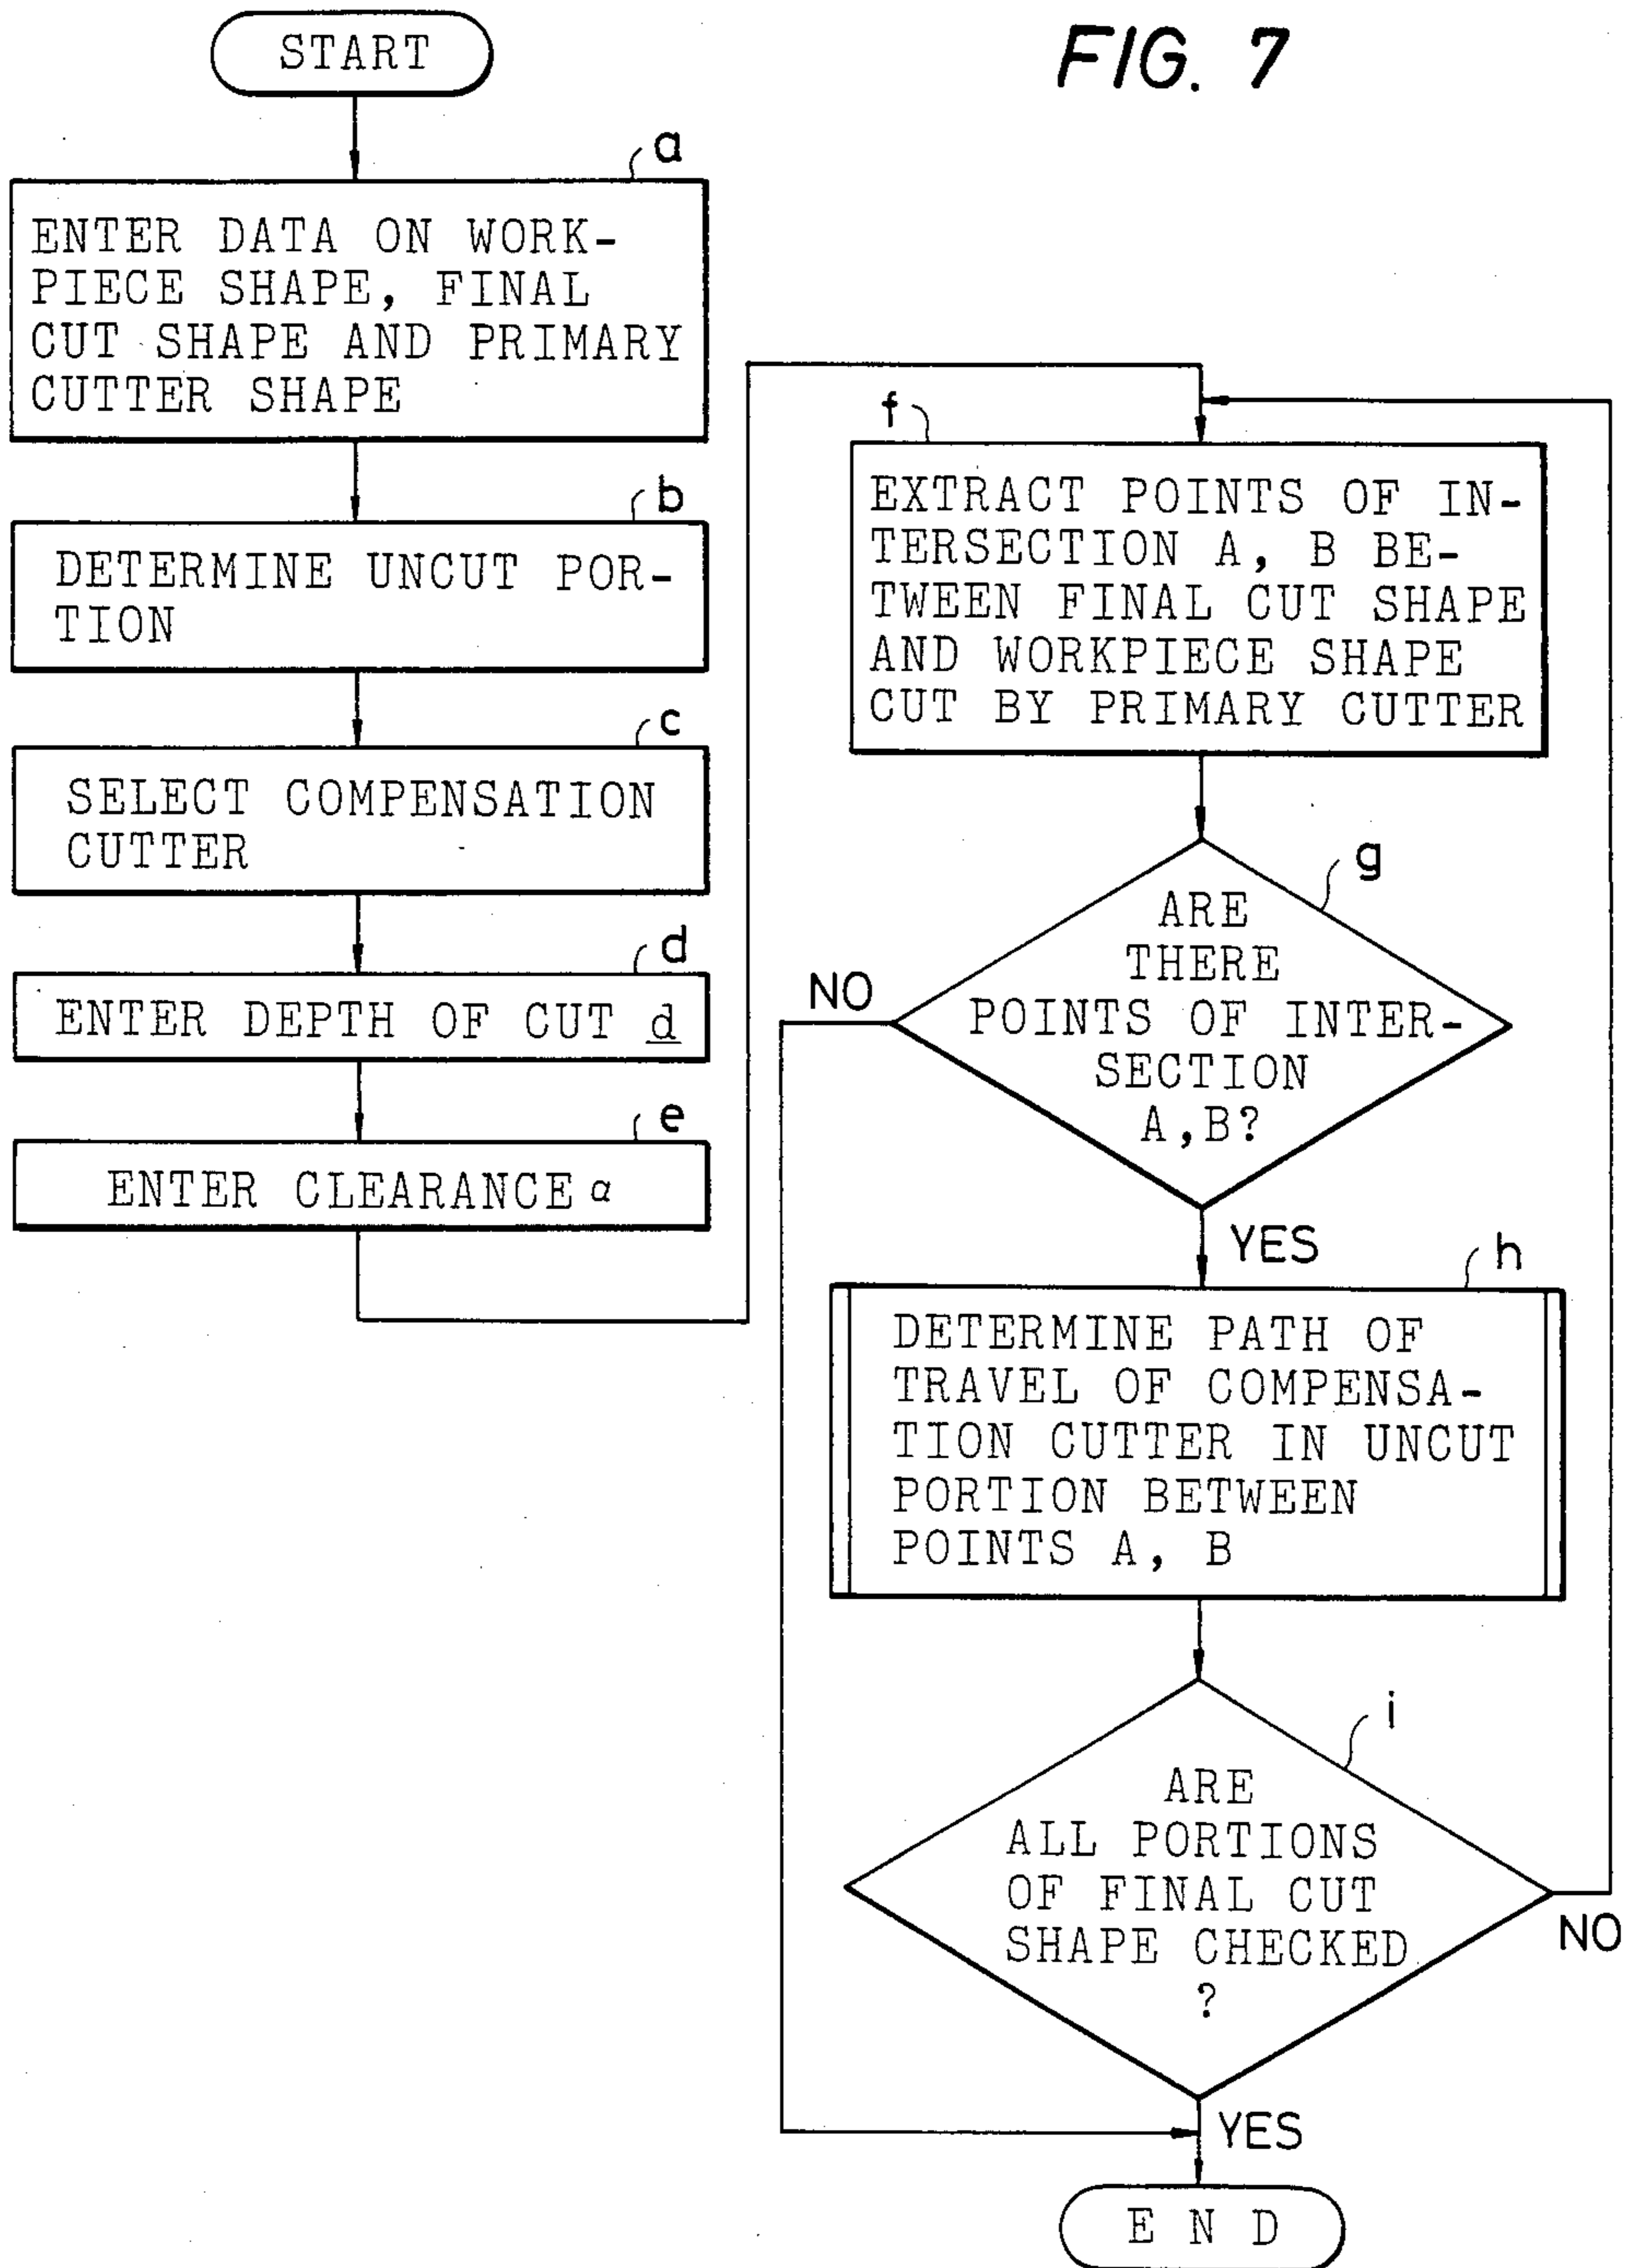 FIG. 7
START
a
ENTER DATA ON WORK-
PIECE SHAPE, FINAL
CUT SHAPE AND PRIMARY
CUTTER SHAPE
b
DETERMINE UNCUT POR-
TION
c
SELECT COMPENSATION
CUTTER
d
ENTER DEPTH OF CUT d
e
ENTER CLEARANCE α
f
EXTRACT POINTS OF IN-
TERSECTION A, B BE-
TWEEN FINAL CUT SHAPE
AND WORKPIECE SHAPE
CUT BY PRIMARY CUTTER
g
ARE
THERE
POINTS OF INTER-
SECTION
A,B?
NO
YES
h
DETERMINE PATH OF
TRAVEL OF COMPENSA-
TION CUTTER IN UNCUT
PORTION BETWEEN
POINTS A, B
i
ARE
ALL PORTIONS
OF FINAL CUT
SHAPE CHECKED
?
NO
YES
END